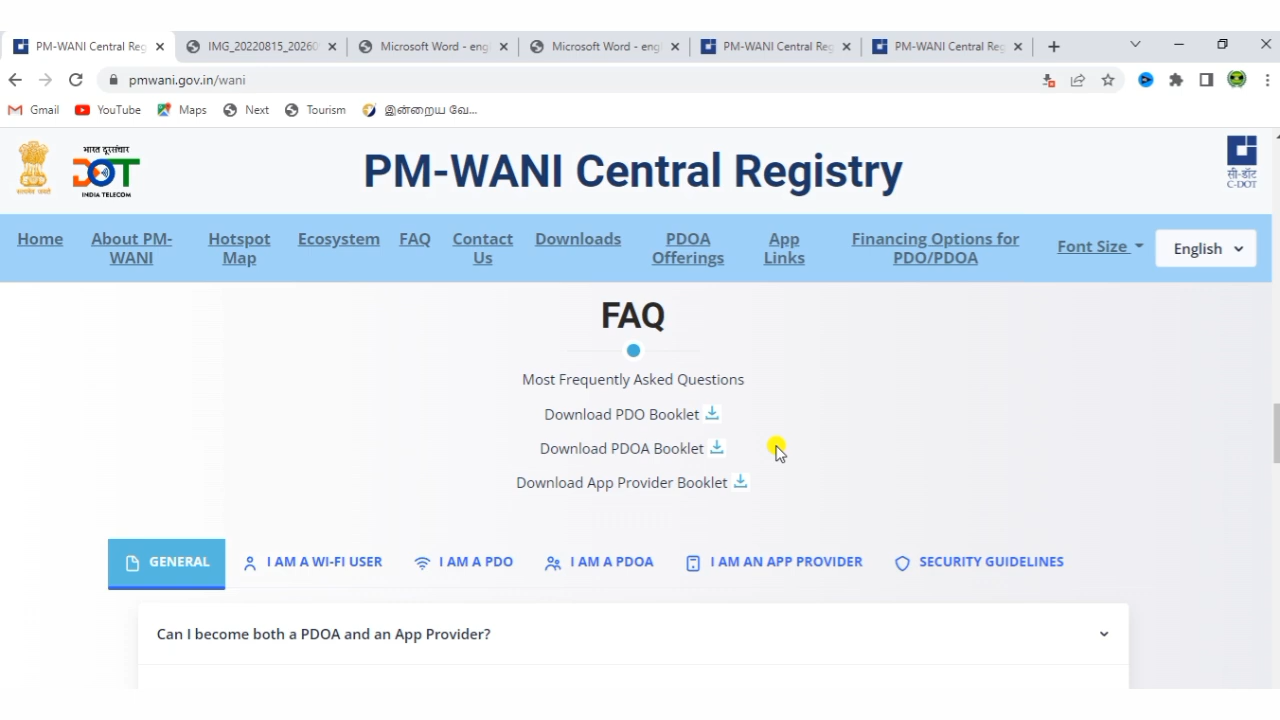 PM-WANI Central Reg
IMG_20220815_20260
Microsoft Word - engl
Microsoft Word - engl
PM-WANI Central Reg
PM-WANI Central Reg
pmwani.gov.in/wani
Gmail
YouTube
Maps
Next
Tourism
இன்றைய வே...
भारत दूरसंचार
DOT
INDIA TELECOM
PM-WANI Central Registry
सी-डॉट
C-DOT
Home
About PM-
WANI
Hotspot
Map
Ecosystem
FAQ
Contact
Us
Downloads
PDOA
Offerings
App
Links
Financing Options for
PDO/PDOA
Font Size
English
FAQ
Most Frequently Asked Questions
Download PDO Booklet
Download PDOA Booklet
Download App Provider Booklet
GENERAL
I AM A WI-FI USER
I AM A PDO
I AM A PDOA
I AM AN APP PROVIDER
SECURITY GUIDELINES
Can I become both a PDOA and an App Provider?